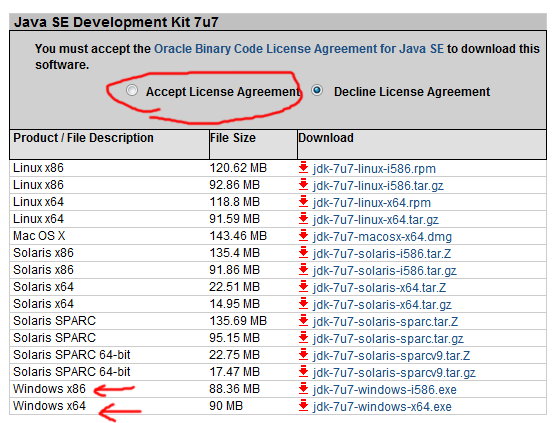 Java SE Development Kit 7u7
You must accept the Oracle Binary Code License Agreement for Java SE to download this
software.
Accept License Agreement Decline License Agreement
Product / File Description File Size Download
Linux x86 120.62 MB jdk-7u7-linux-i586.rpm
Linux x86 92.86 MB jdk-7u7-linux-i586.tar.gz
Linux x64 118.8 MB jdk-7u7-linux-x64.rpm
Linux x64 91.59 MB jdk-7u7-linux-x64.tar.gz
Mac OS X 143.46 MB jdk-7u7-macosx-x64.dmg
Solaris x86 135.4 MB jdk-7u7-solaris-i586.tar.Z
Solaris x86 91.86 MB jdk-7u7-solaris-i586.tar.gz
Solaris x64 22.51 MB jdk-7u7-solaris-x64.tar.Z
Solaris x64 14.95 MB jdk-7u7-solaris-x64.tar.gz
Solaris SPARC 135.69 MB jdk-7u7-solaris-sparc.tar.Z
Solaris SPARC 95.15 MB jdk-7u7-solaris-sparc.tar.gz
Solaris SPARC 64-bit 22.75 MB jdk-7u7-solaris-sparcv9.tar.Z
Solaris SPARC 64-bit 17.47 MB jdk-7u7-solaris-sparcv9.tar.gz
Windows x86 88.36 MB jdk-7u7-windows-i586.exe
Windows x64 90 MB jdk-7u7-windows-x64.exe